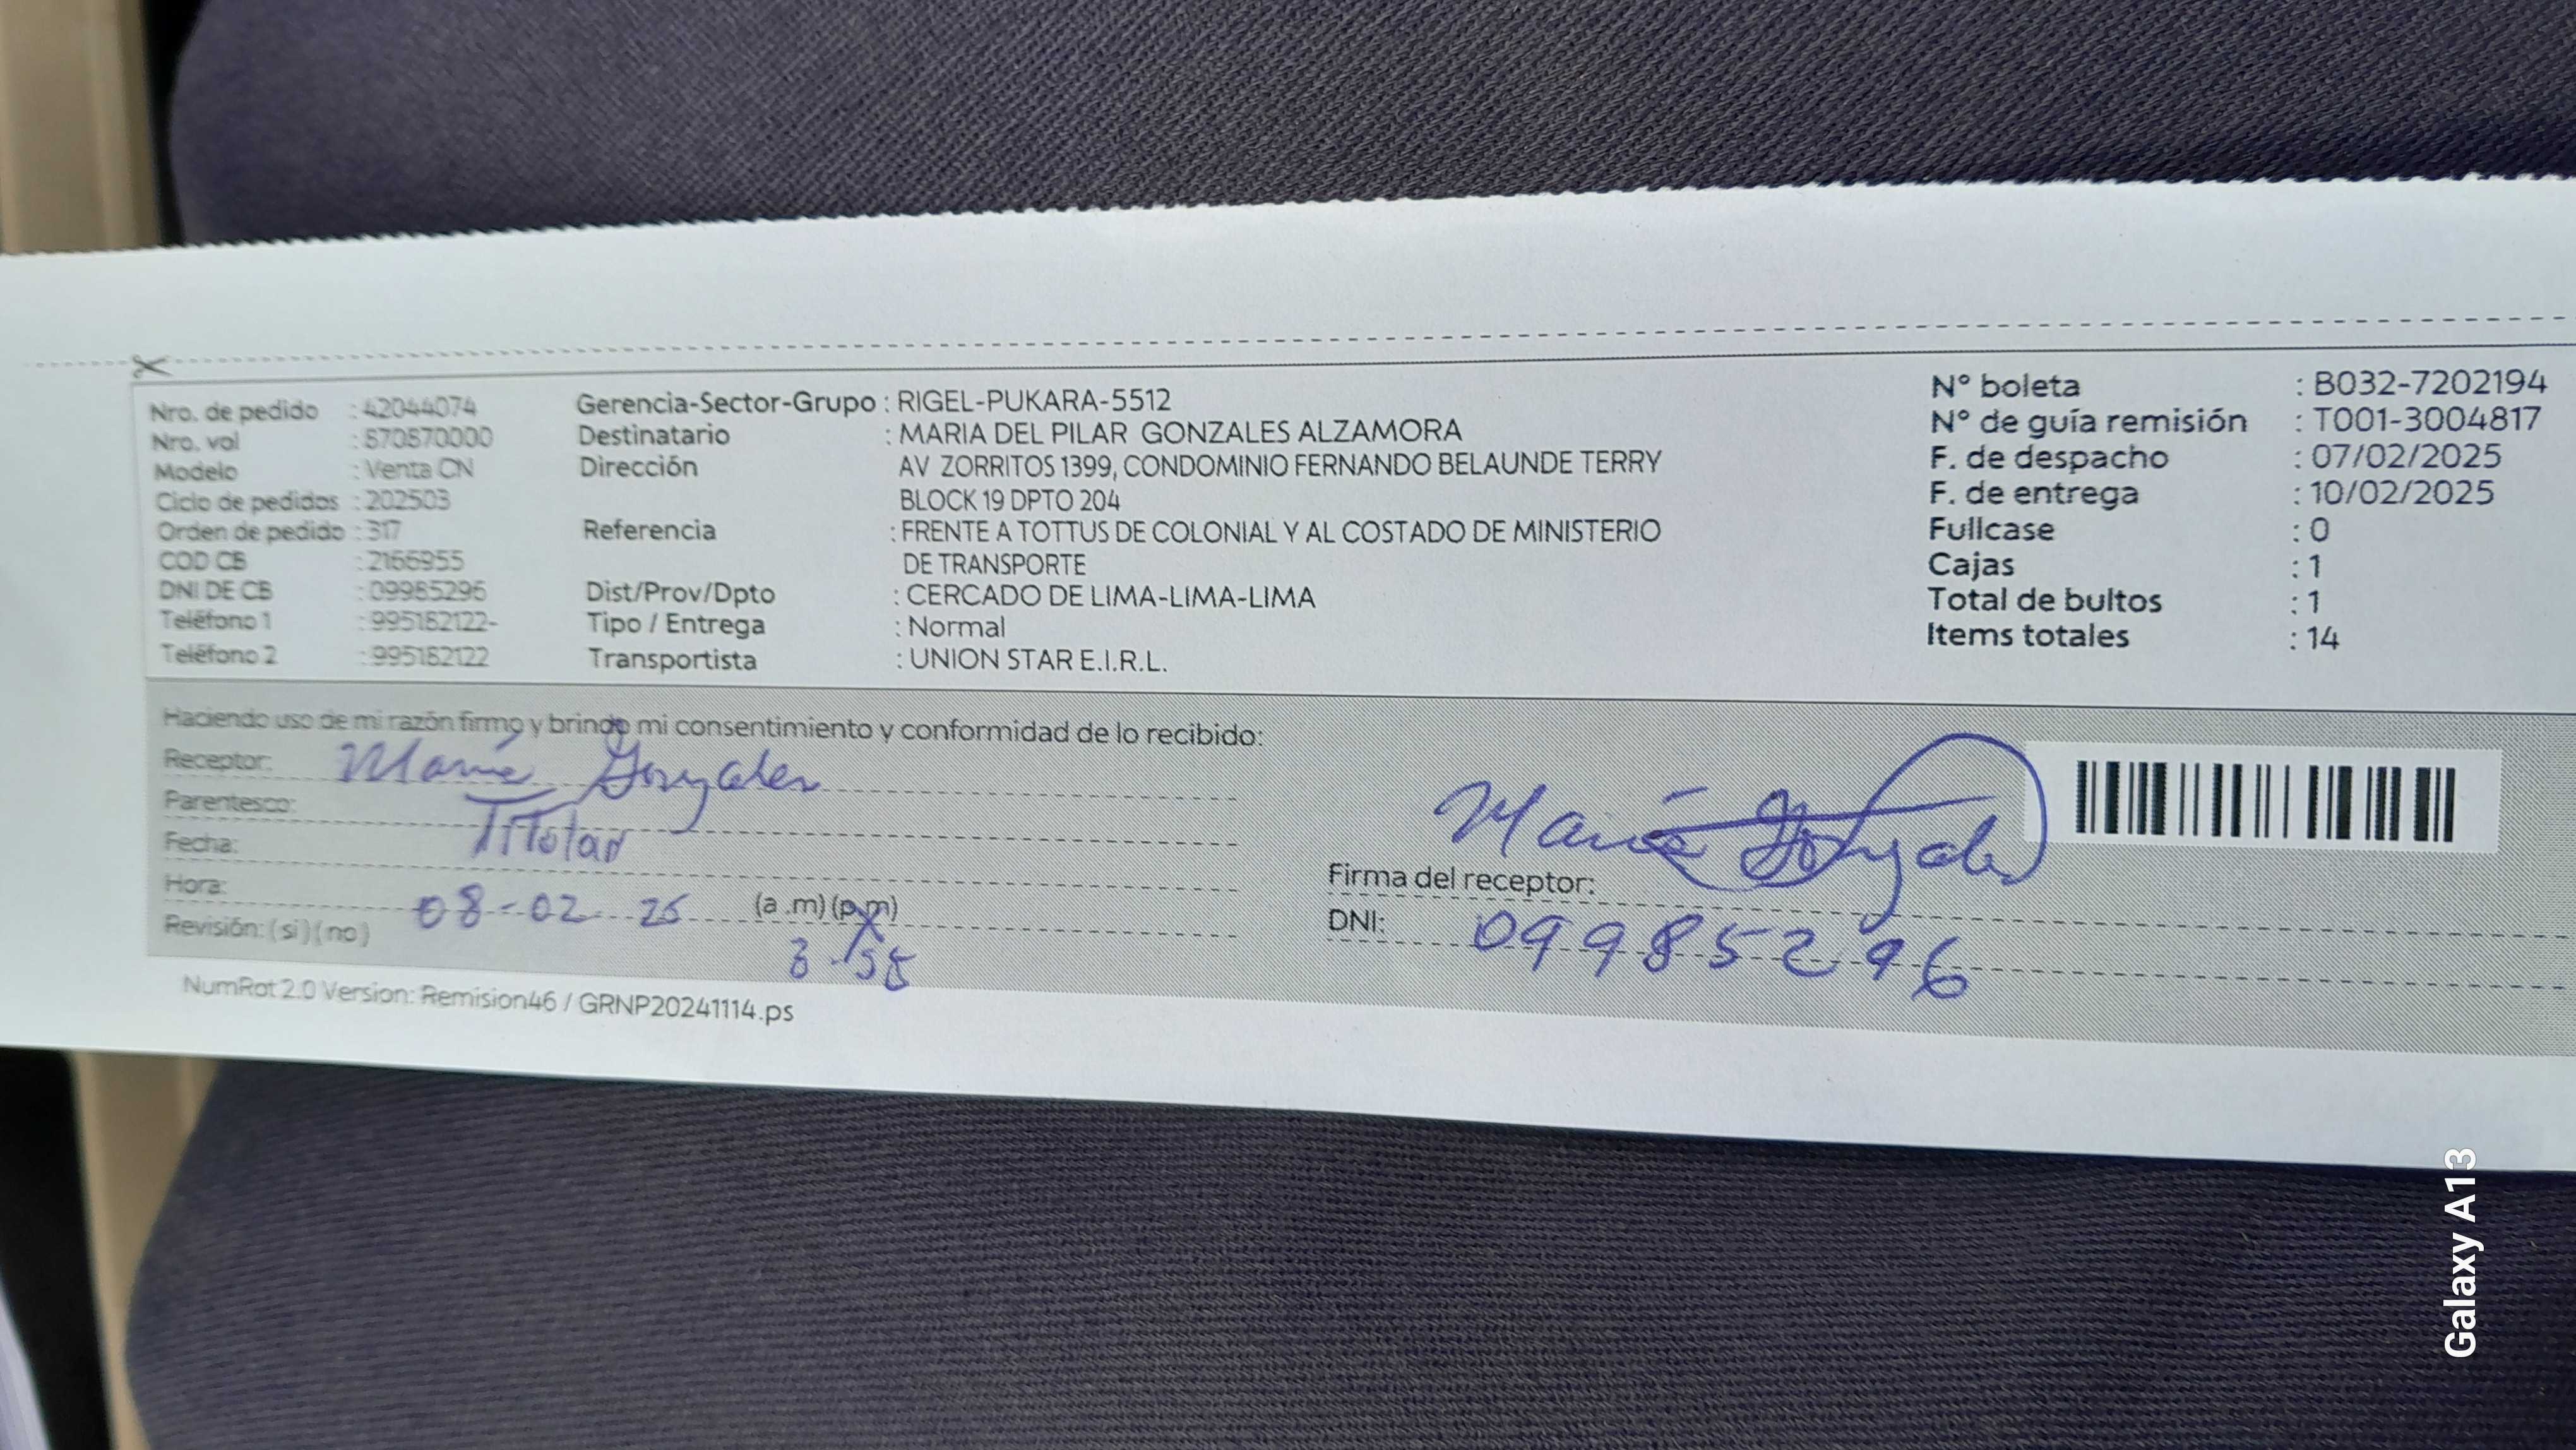 Nro. de pedido : 42044074
Nro. vol : 570570000
Modelo : Venta CN
Ciclo de pedidos : 202503
Orden de pedido : 317
COD CB : 2166955
DNI DE CB : 09985296
Teléfono 1 : 995182122-
Teléfono 2 : 995182122
Gerencia-Sector-Grupo : RIGEL-PUKARA-5512
Destinatario : MARIA DEL PILAR GONZALES ALZAMORA
Dirección AV ZORRITOS 1399, CONDOMINIO FERNANDO BELAUNDE TERRY
BLOCK 19 DPTO 204
Referencia : FRENTE A TOTTUS DE COLONIAL Y AL COSTADO DE MINISTERIO
DE TRANSPORTE
Dist/Prov/Dpto : CERCADO DE LIMA-LIMA-LIMA
Tipo / Entrega : Normal
Transportista : UNION STAR E.I.R.L.
N° boleta : B032-7202194
N° de guía remisión : T001-3004817
F. de despacho : 07/02/2025
F. de entrega : 10/02/2025
Fullcase : 0
Cajas : 1
Total de bultos : 1
Items totales : 14
Haciendo uso de mi razón firmo y brindo mi consentimiento y conformidad de lo recibido:
Receptor: María Gonzales
Parentesco: Titolar
Fecha:
Hora: 08-02 25 (a .m) (p.m)
Revisión: (si) (no) 3:55
María Gonzales
Firma del receptor:
DNI: 09985296
NumRot 2.0 Version: Remision46 / GRNP20241114.ps
Galaxy A13